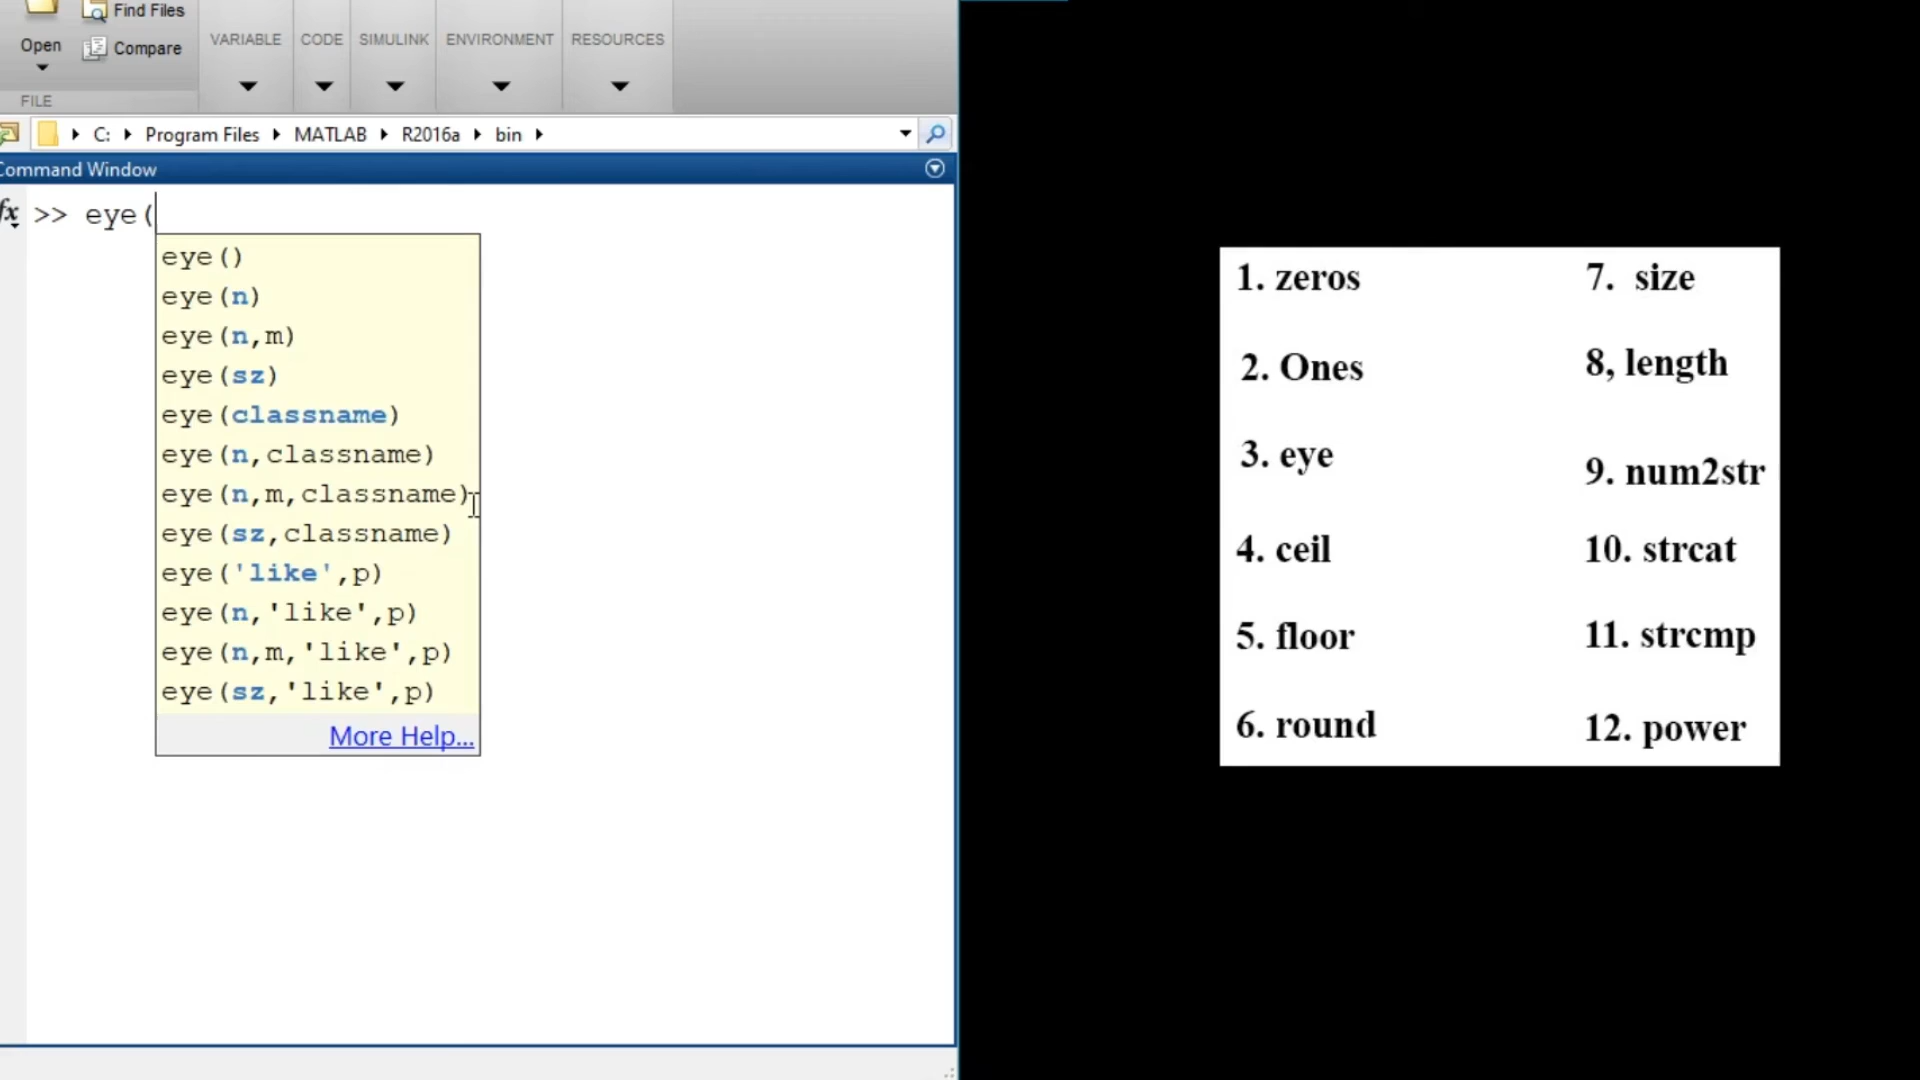 Find Files
Open
Compare
FILE
VARIABLE
CODE
SIMULINK
ENVIRONMENT
RESOURCES
C:
Program Files
MATLAB
R2016a
bin
Command Window
fx >> eye(
eye()
eye(n)
eye(n,m)
eye(sz)
eye(classname)
eye(n,classname)
eye(n,m,classname)
eye(sz,classname)
eye('like',p)
eye(n,'like',p)
eye(n,m,'like',p)
eye(sz,'like',p)
More Help...
1. zeros
2. Ones
3. eye
4. ceil
5. floor
6. round
7. size
8, length
9. num2str
10. strcat
11. strcmp
12. power